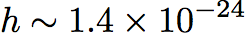 h ∼ 1.4 × 10⁻²⁴